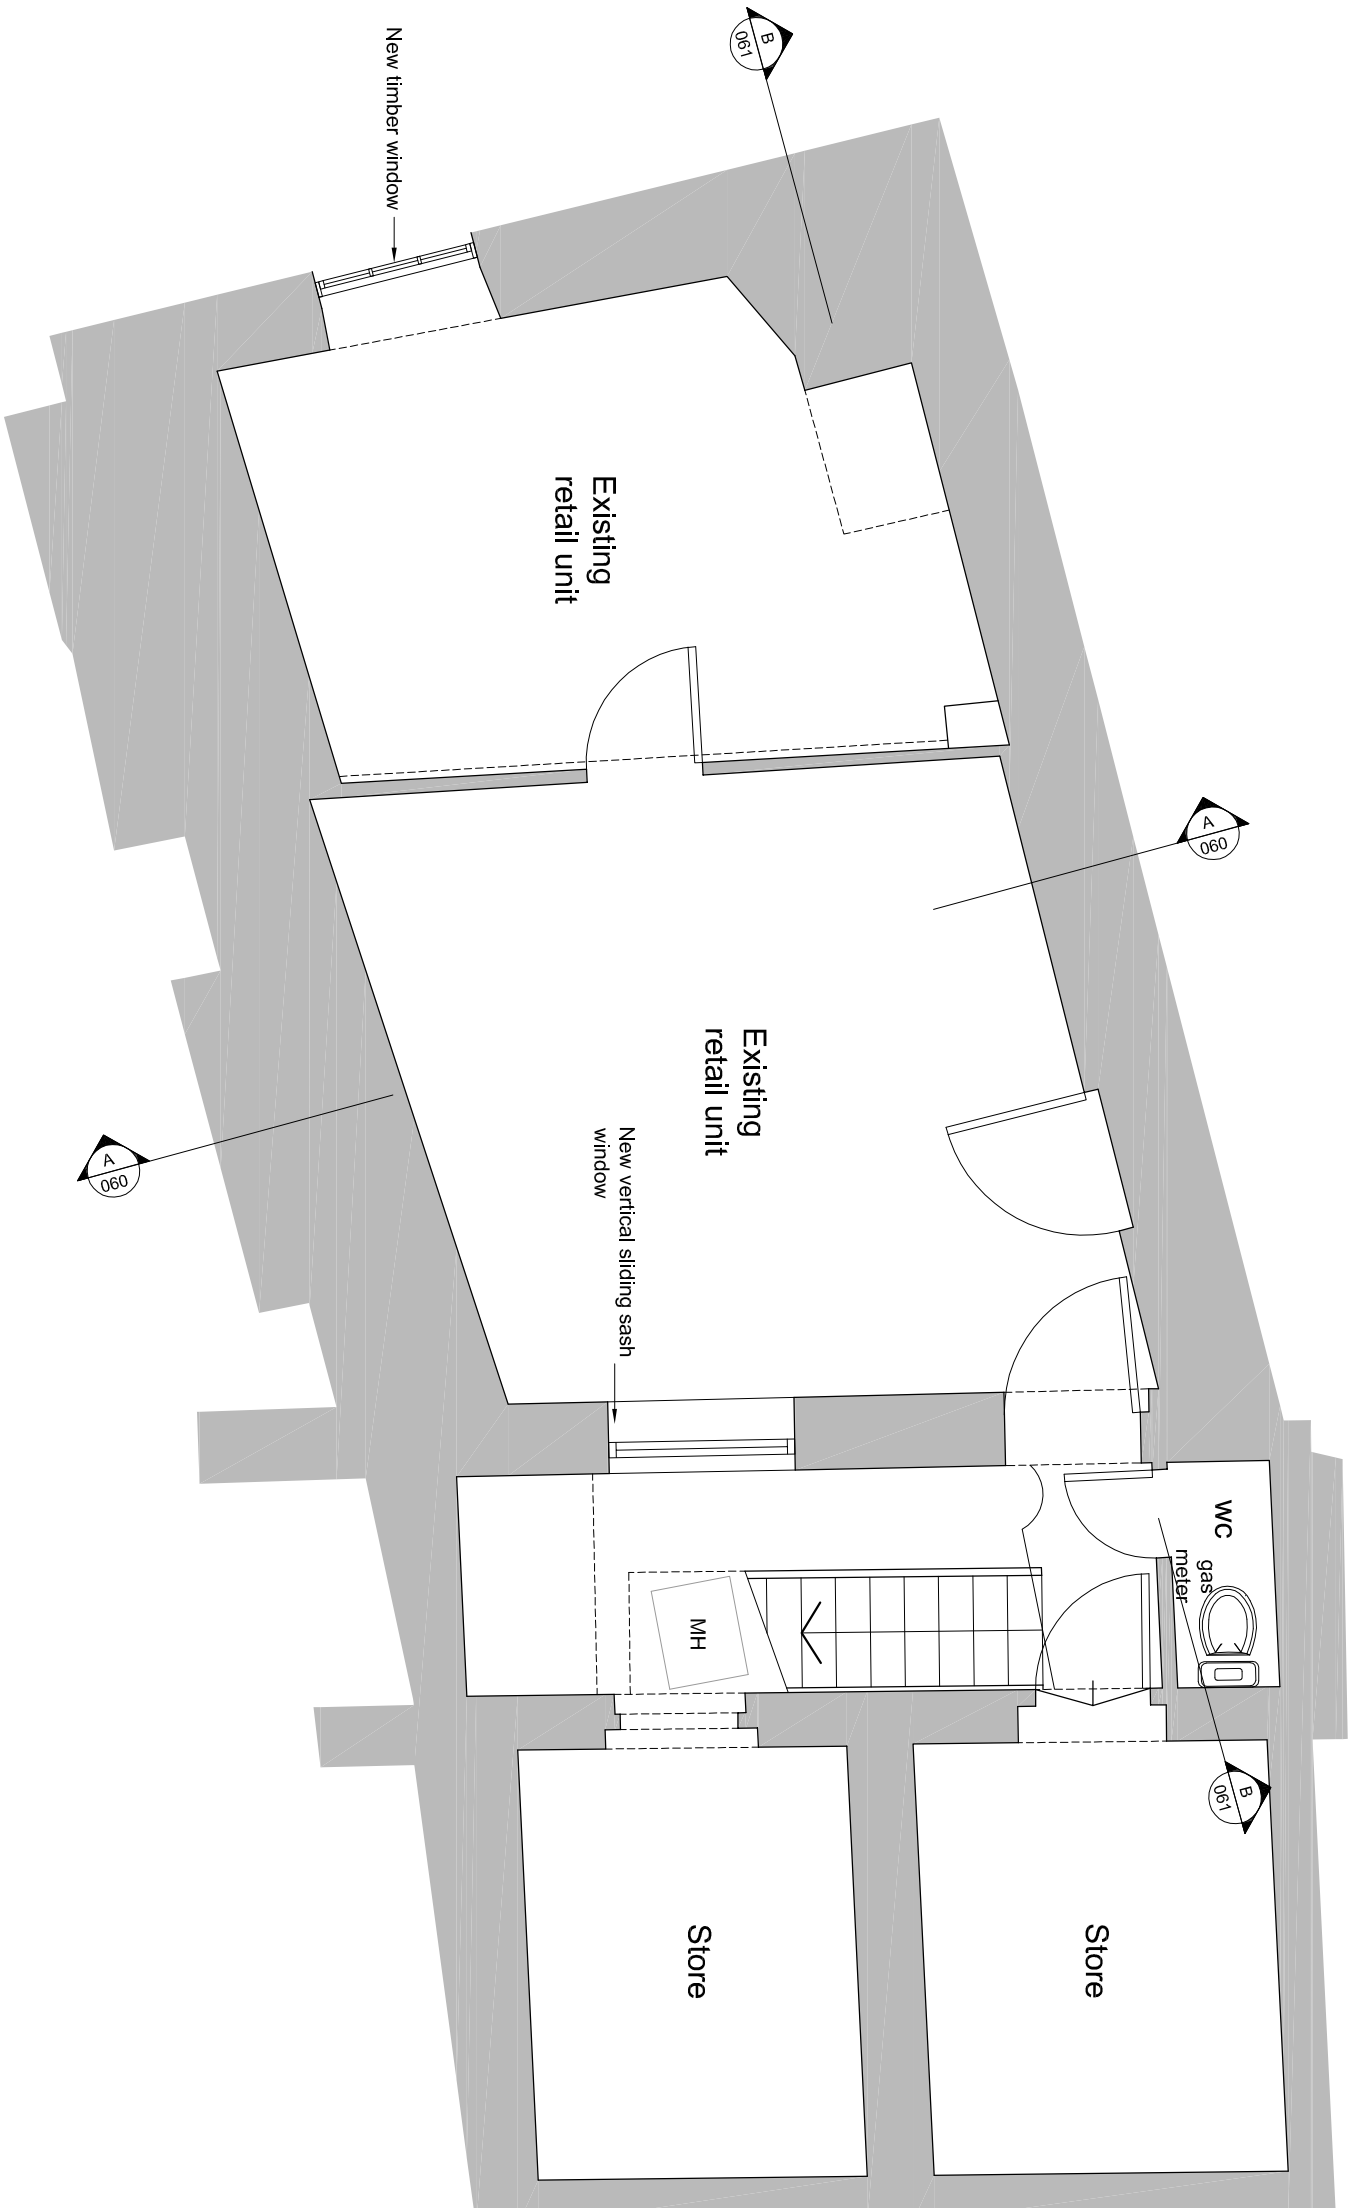 New timber window
B
061
Existing
retail unit
A
060
Existing
retail unit
New vertical sliding sash
window
A
060
WC
gas
meter
MH
B
061
Store
Store